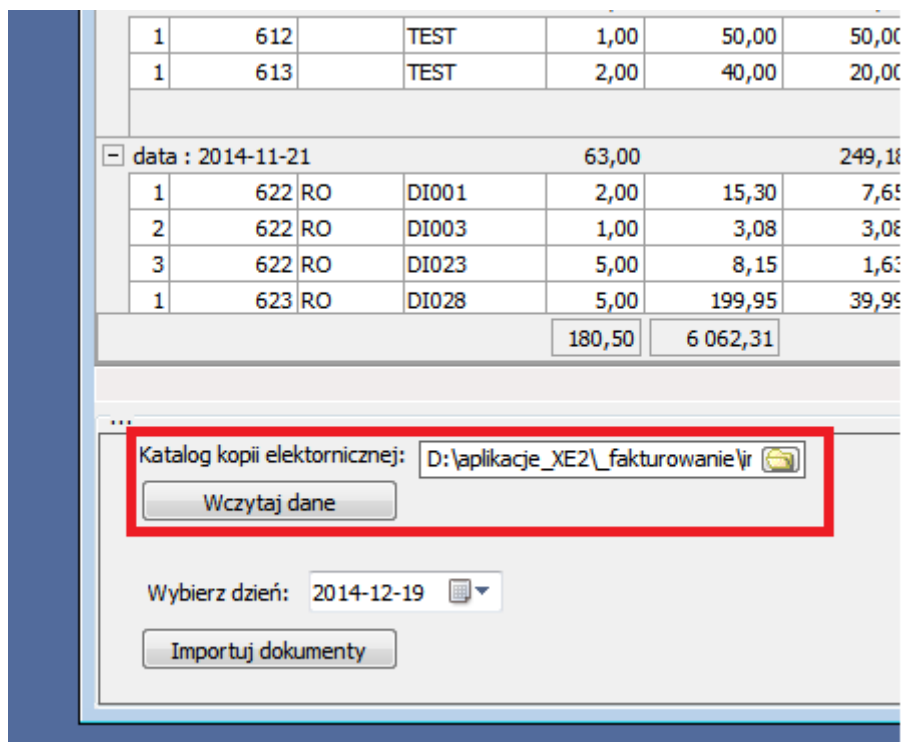 1 612 TEST 1,00 50,00 50,00
1 613 TEST 2,00 40,00 20,00
data : 2014-11-21 63,00 249,18
1 622 RO DI001 2,00 15,30 7,65
2 622 RO DI003 1,00 3,08 3,08
3 622 RO DI023 5,00 8,15 1,63
1 623 RO DI028 5,00 199,95 39,99
180,50 6 062,31
...
Katalog kopii elektornicznej: D:\aplikacje_XE2\_fakturowanie\ir
Wczytaj dane
Wybierz dzień: 2014-12-19
Importuj dokumenty